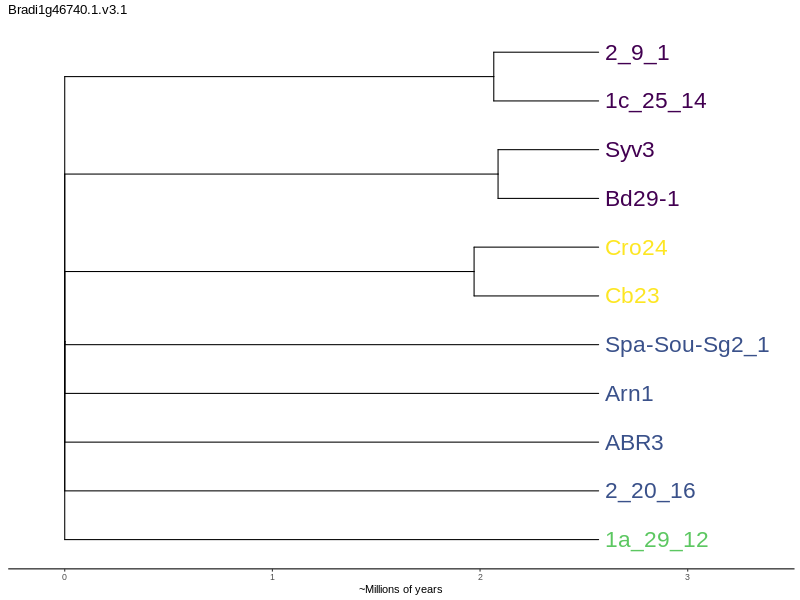 Bradi1g46740.1.v3.1
2_9_1
1c_25_14
Syv3
Bd29-1
Cro24
Cb23
Spa-Sou-Sg2_1
Arn1
ABR3
2_20_16
1a_29_12
0 1 2 3
~Millions of years